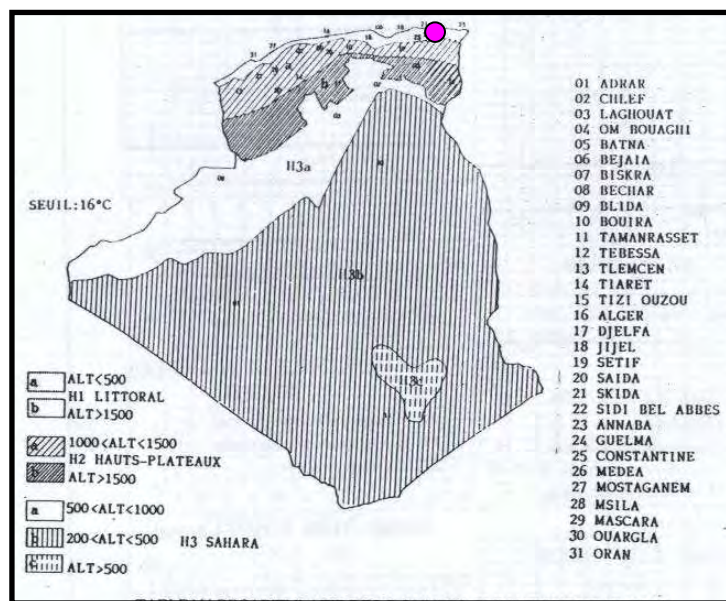 H3a
SEUIL:16°C
H3b
H3c
01 ADRAR
02 CHLEF
03 LAGHOUAT
04 OM BOUAGHI
05 BATNA
06 BEJAIA
07 BISKRA
08 BECHAR
09 BLIDA
10 BOUIRA
11 TAMANRASSET
12 TEBESSA
13 TLEMCEN
14 TIARET
15 TIZI OUZOU
16 ALGER
17 DJELFA
18 JIJEL
19 SETIF
20 SAIDA
21 SKIDA
22 SIDI BEL ABBES
23 ANNABA
24 GUELMA
25 CONSTANTINE
26 MEDEA
27 MOSTAGANEM
28 MSILA
29 MASCARA
30 OUARGLA
31 ORAN
a ALT<500
H1 LITTORAL
b ALT>1500
a 1000<ALT<1500
H2 HAUTS-PLATEAUX
b ALT>1500
a 500<ALT<1000
b 200<ALT<500 H3 SAHARA
c ALT>500